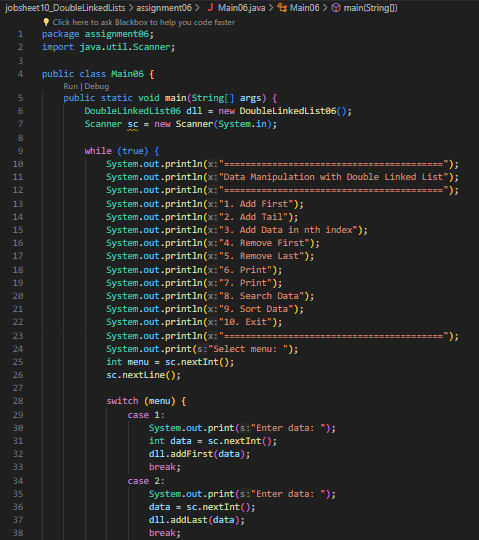 jobsheet10_DoubleLinkedLists > assignment06 > J Main06.java > Main06 > main(String[])
Click here to ask Blackbox to help you code faster
1 package assignment06;
2 import java.util.Scanner;
3
4 public class Main06 {
Run | Debug
5 public static void main(String[] args) {
6 DoubleLinkedList06 dll = new DoubleLinkedList06();
7 Scanner sc = new Scanner(System.in);
8
9 while (true) {
10 System.out.println(x:"=========================================");
11 System.out.println(x:"Data Manipulation with Double Linked List");
12 System.out.println(x:"=========================================");
13 System.out.println(x:"1. Add First");
14 System.out.println(x:"2. Add Tail");
15 System.out.println(x:"3. Add Data in nth index");
16 System.out.println(x:"4. Remove First");
17 System.out.println(x:"5. Remove Last");
18 System.out.println(x:"6. Print");
19 System.out.println(x:"7. Print");
20 System.out.println(x:"8. Search Data");
21 System.out.println(x:"9. Sort Data");
22 System.out.println(x:"10. Exit");
23 System.out.println(x:"=========================================");
24 System.out.print(s:"Select menu: ");
25 int menu = sc.nextInt();
26 sc.nextLine();
27
28 switch (menu) {
29 case 1:
30 System.out.print(s:"Enter data: ");
31 int data = sc.nextInt();
32 dll.addFirst(data);
33 break;
34 case 2:
35 System.out.print(s:"Enter data: ");
36 data = sc.nextInt();
37 dll.addLast(data);
38 break;